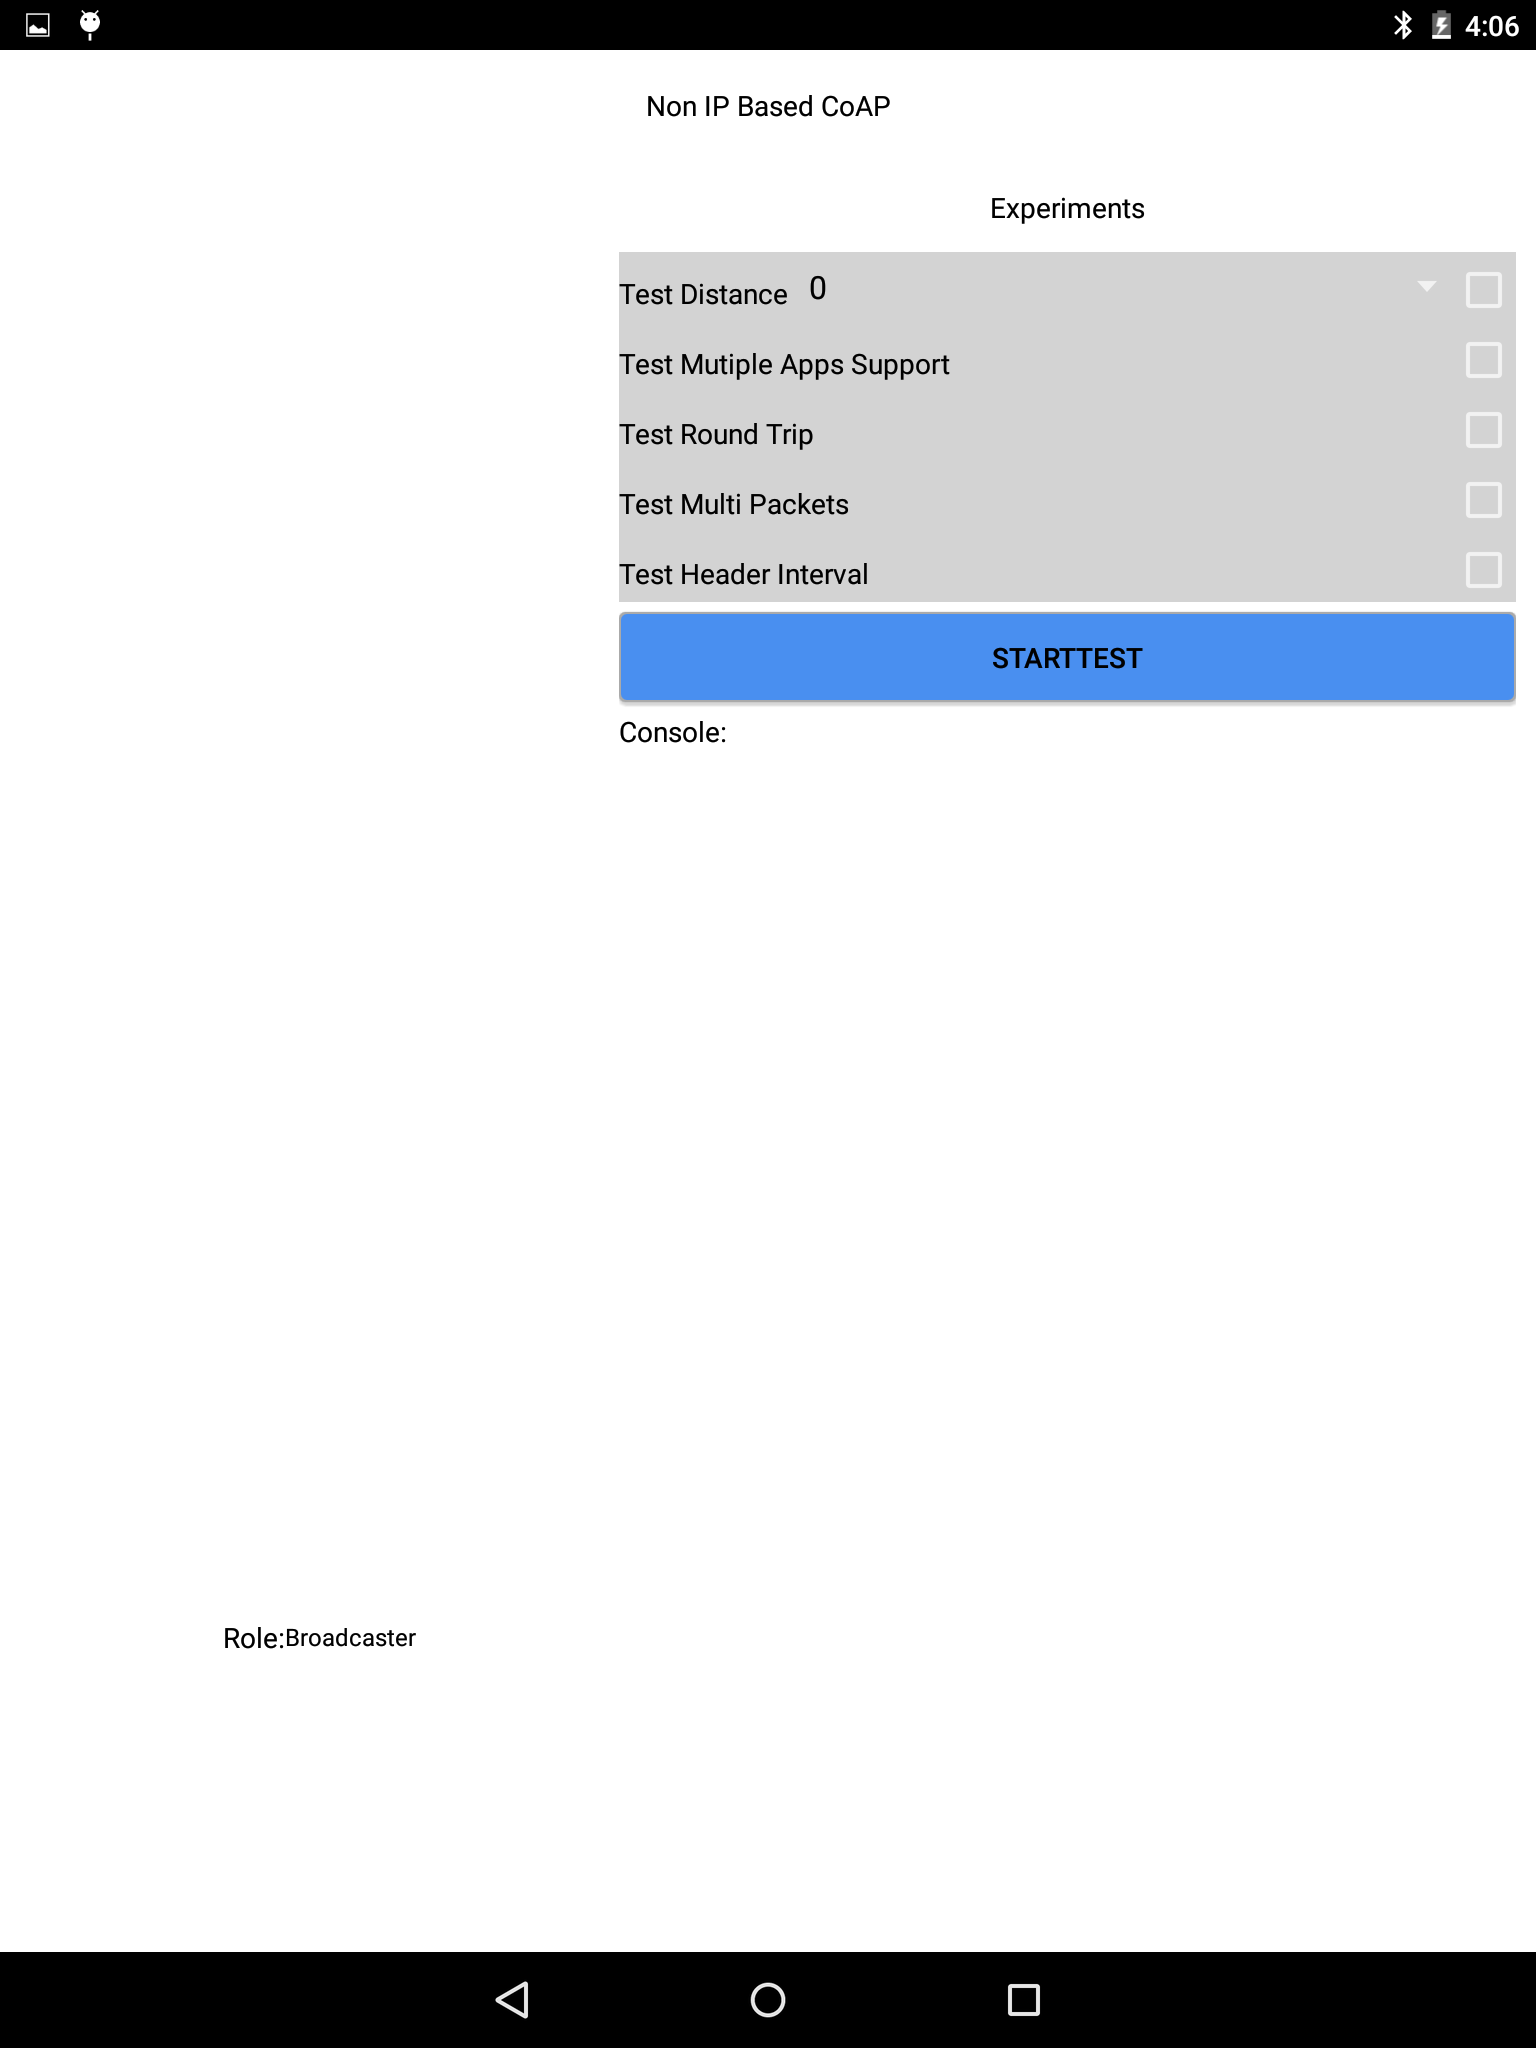 4:06
Non IP Based CoAP
Experiments
Test Distance 0
Test Mutiple Apps Support
Test Round Trip
Test Multi Packets
Test Header Interval
STARTTEST
Console:
Role:Broadcaster